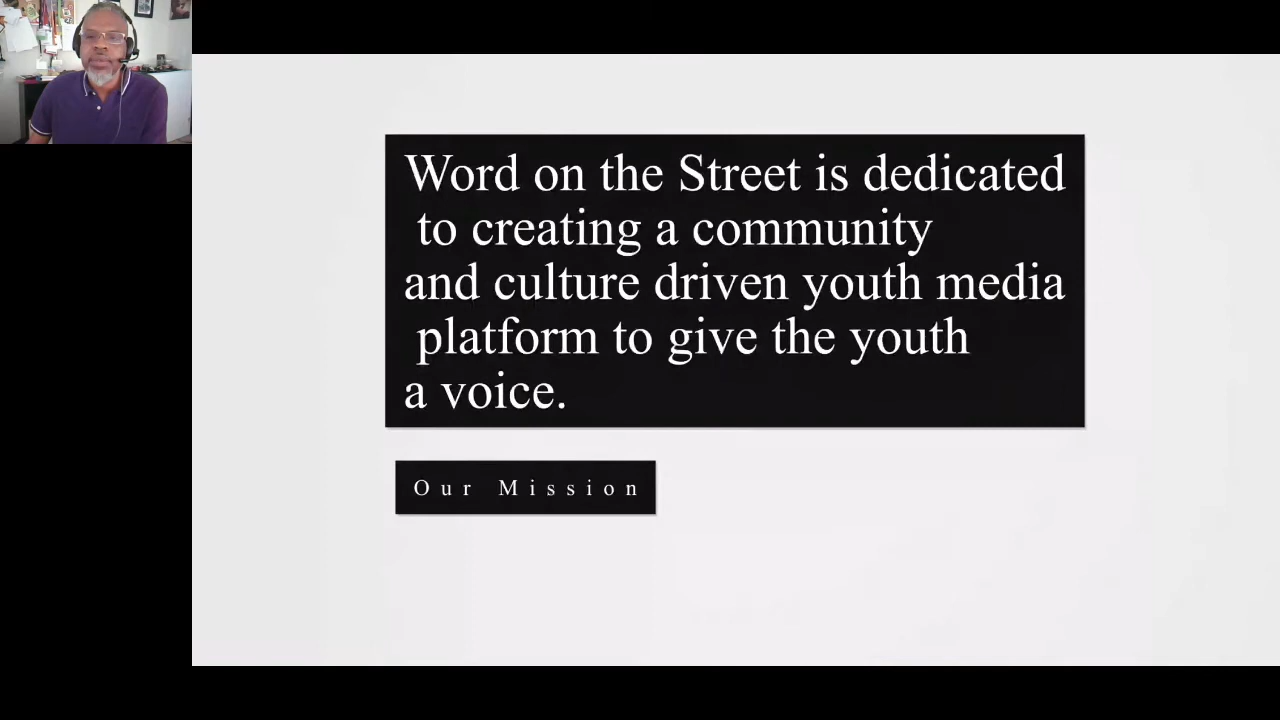 Word on the Street is dedicated
to creating a community
and culture driven youth media
platform to give the youth
a voice.
Our Mission